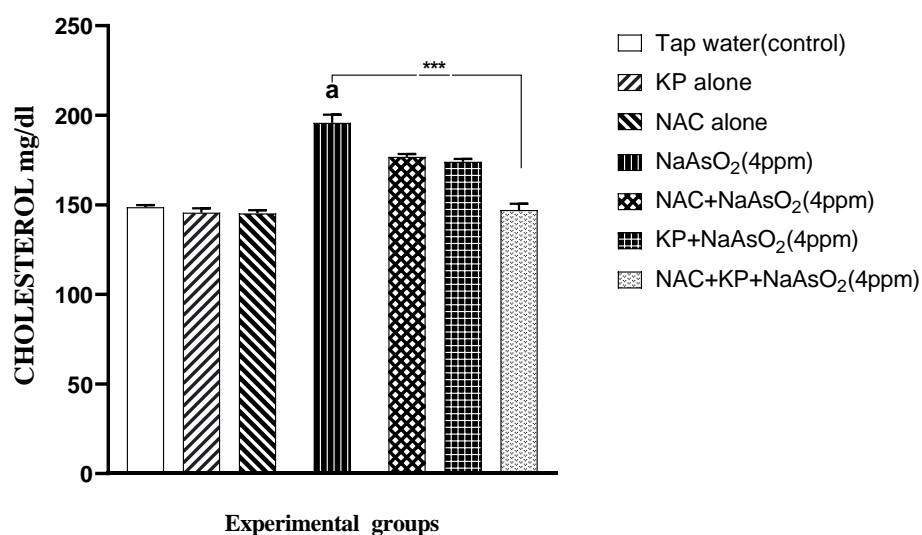 CHOLESTEROL mg/dl
250
200
150
100
50
0
a
***
Experimental groups
Tap water(control)
KP alone
NAC alone
NaAsO₂(4ppm)
NAC+NaAsO₂(4ppm)
KP+NaAsO₂(4ppm)
NAC+KP+NaAsO₂(4ppm)